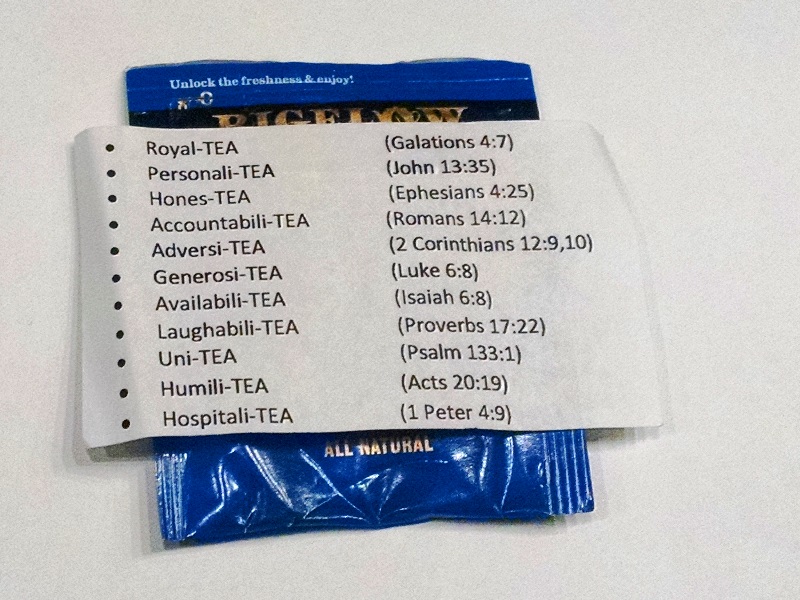 Unlock the freshness & enjoy!
BIGELOW
• Royal-TEA (Galations 4:7)
• Personali-TEA (John 13:35)
• Hones-TEA (Ephesians 4:25)
• Accountabili-TEA (Romans 14:12)
• Adversi-TEA (2 Corinthians 12:9,10)
• Generosi-TEA (Luke 6:8)
• Availabili-TEA (Isaiah 6:8)
• Laughabili-TEA (Proverbs 17:22)
• Uni-TEA (Psalm 133:1)
• Humili-TEA (Acts 20:19)
• Hospitali-TEA (1 Peter 4:9)
ALL NATURAL